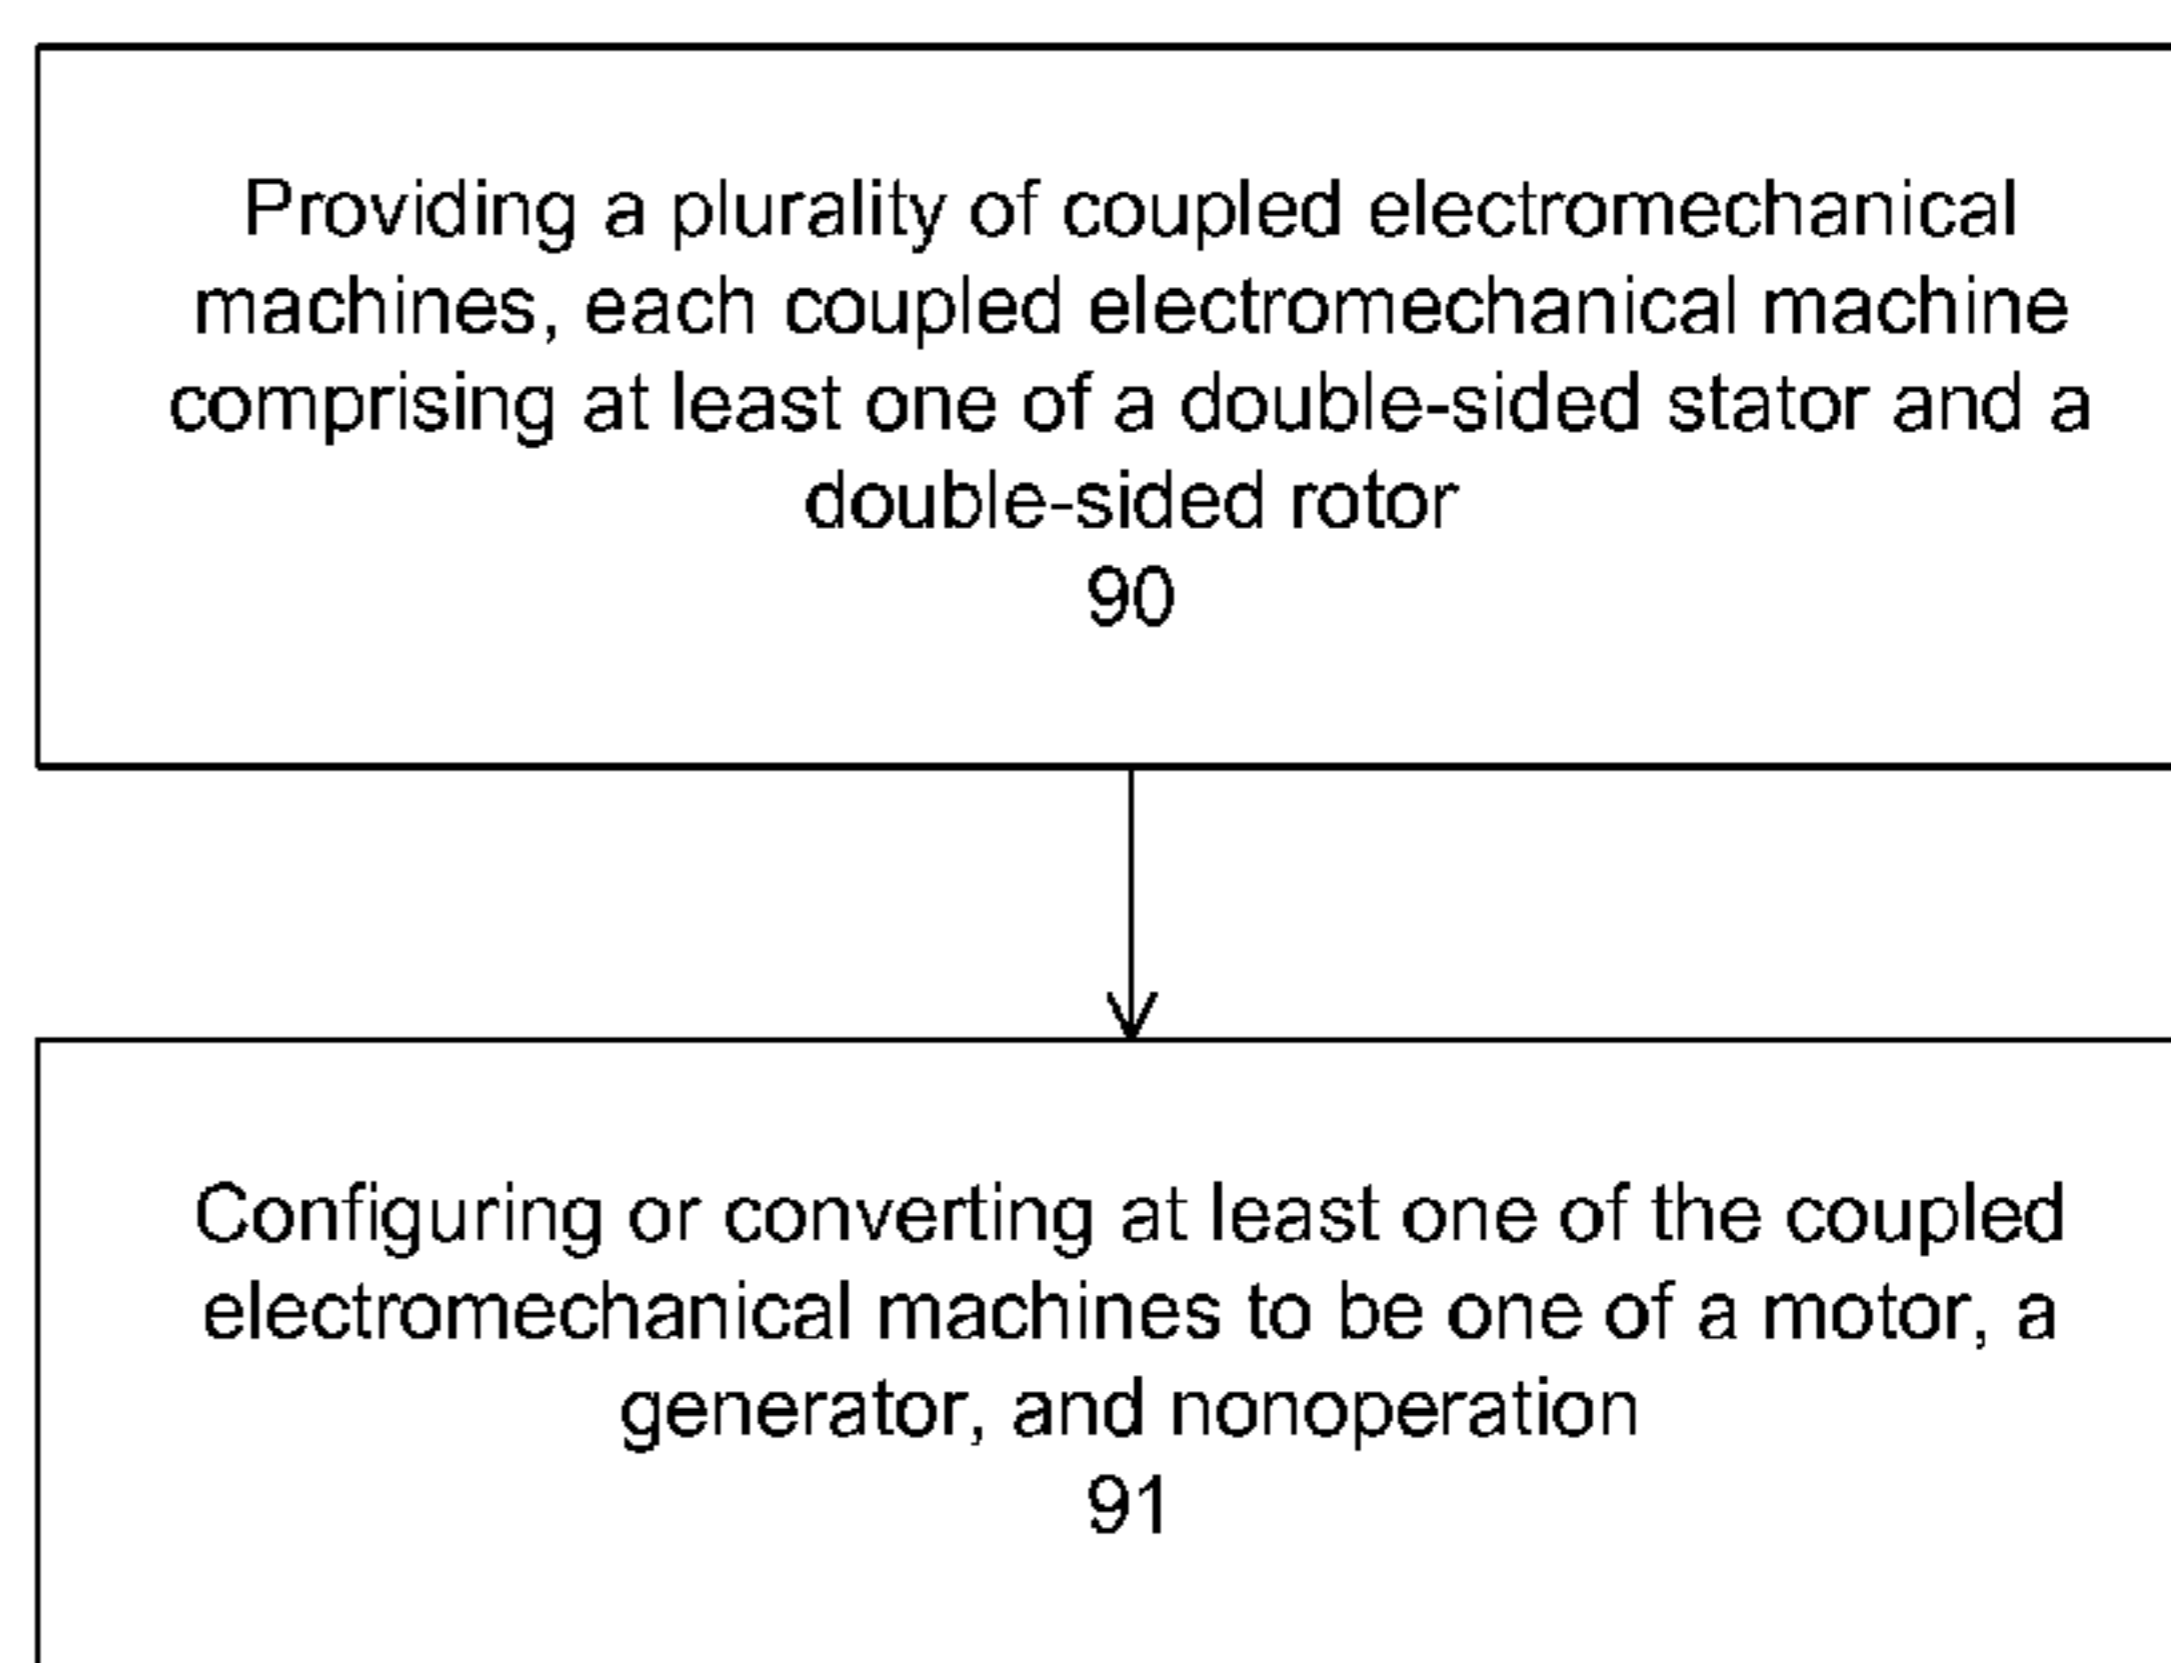 Providing a plurality of coupled electromechanical
machines, each coupled electromechanical machine
comprising at least one of a double-sided stator and a
double-sided rotor
90
Configuring or converting at least one of the coupled
electromechanical machines to be one of a motor, a
generator, and nonoperation
91